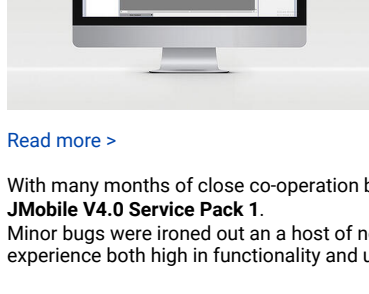 Read more >
With many months of close co-operation
JMobile V4.0 Service Pack 1.
Minor bugs were ironed out an a host of
experience both high in functionality and